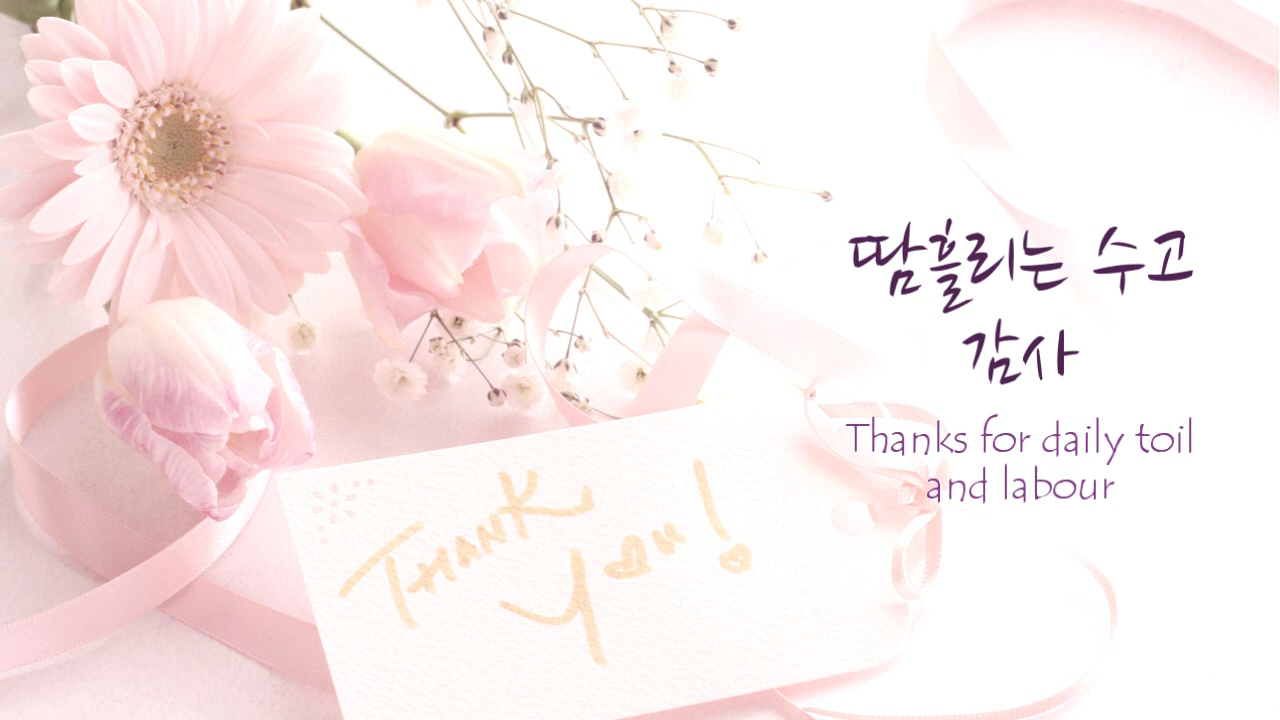 땀흘리는 수고
감사
Thanks for daily toil
and labour
THANK
You!